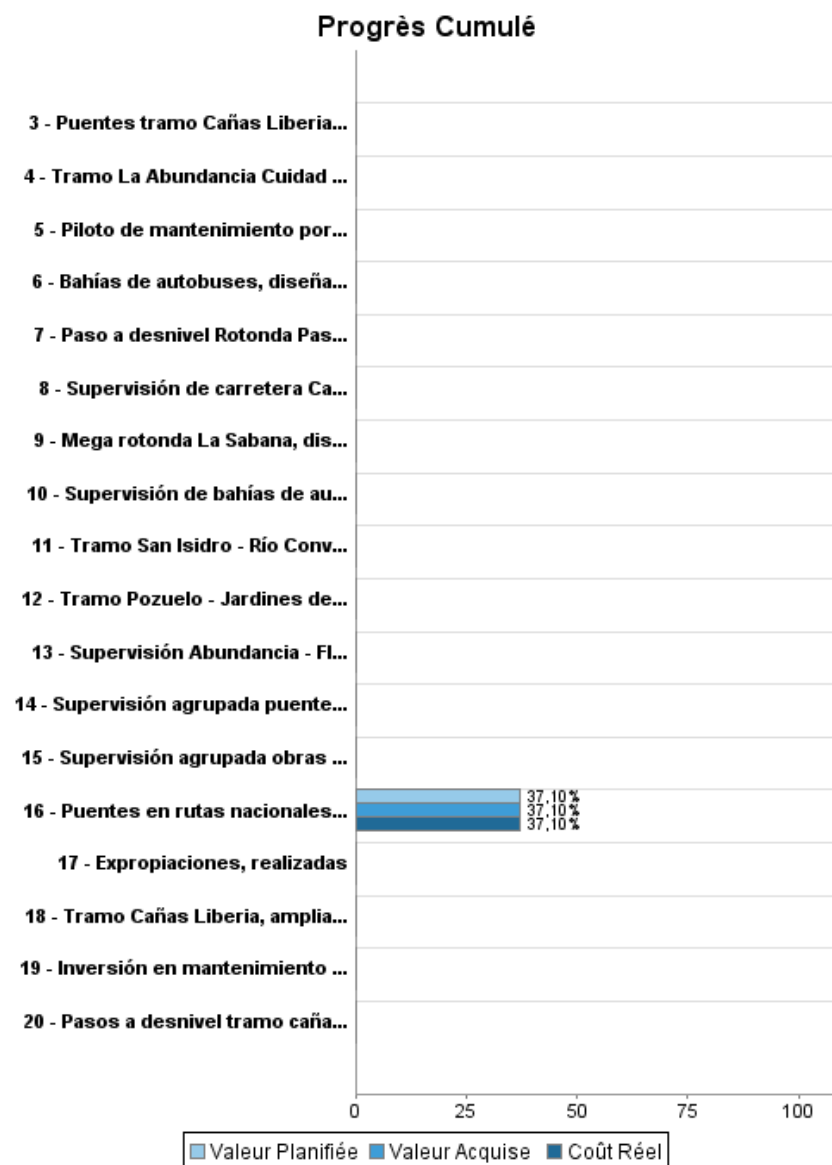 Progrès Cumulé
3 - Puentes tramo Cañas Liberia...
4 - Tramo La Abundancia Cuidad ...
5 - Piloto de mantenimiento por...
6 - Bahías de autobuses, diseña...
7 - Paso a desnivel Rotonda Pas...
8 - Supervisión de carretera Ca...
9 - Mega rotonda La Sabana, dis...
10 - Supervisión de bahías de au...
11 - Tramo San Isidro - Río Conv...
12 - Tramo Pozuelo - Jardines de...
13 - Supervisión Abundancia - Fl...
14 - Supervisión agrupada puente...
15 - Supervisión agrupada obras ...
16 - Puentes en rutas nacionales...
37,10 %
37,10 %
37,10 %
17 - Expropiaciones, realizadas
18 - Tramo Cañas Liberia, amplia...
19 - Inversión en mantenimiento ...
20 - Pasos a desnivel tramo caña...
0 25 50 75 100
Valeur Planifiée Valeur Acquise Coût Réel